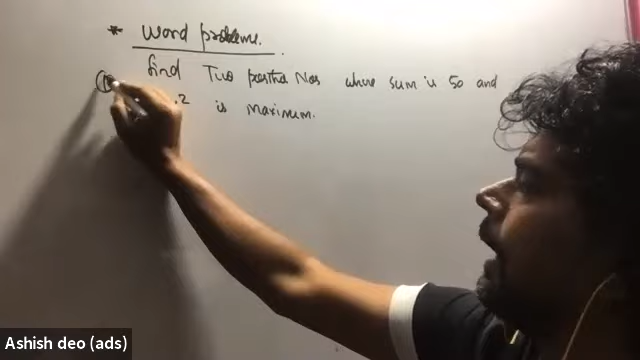 * Word problems.
find Two positive Nos whose sum is 50 and
.2 is maximum.
Ashish deo (ads)